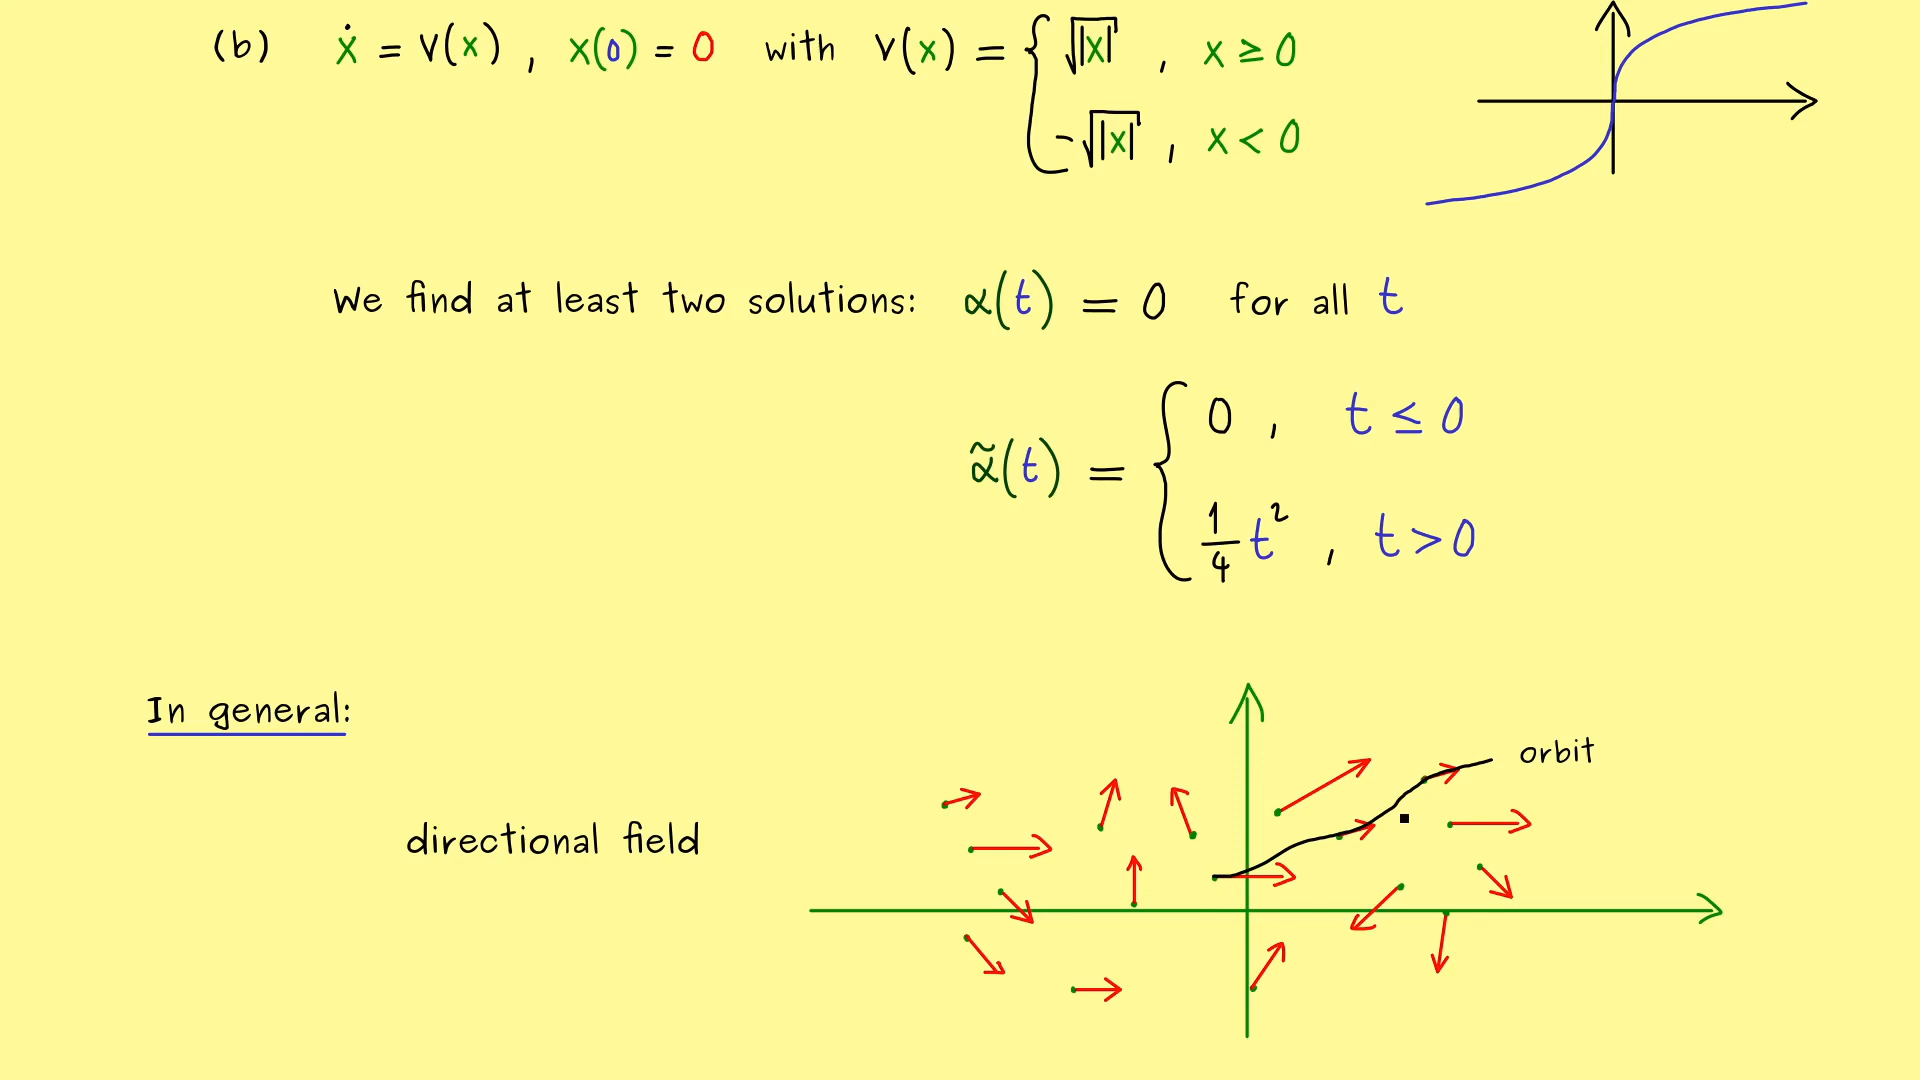 (b) ẋ = v(x) , x(0) = 0 with v(x) = { √|x| , x ≥ 0
-√|x| , x < 0
We find at least two solutions: α(t) = 0 for all t
α̃(t) = { 0 , t ≤ 0
1/4 t² , t > 0
In general:
orbit
directional field